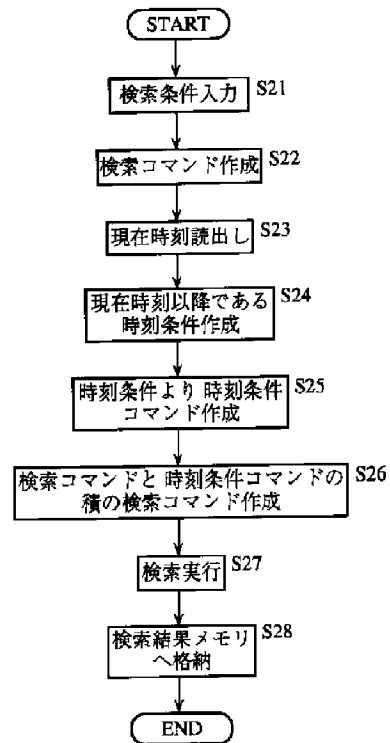 START
検索条件入力 S21
検索コマンド作成 S22
現在時刻読出し S23
現在時刻以降である S24
時刻条件作成
時刻条件より時刻条件 S25
コマンド作成
検索コマンドと時刻条件コマンドの S26
積の検索コマンド作成
検索実行 S27
検索結果メモリ S28
へ格納
END